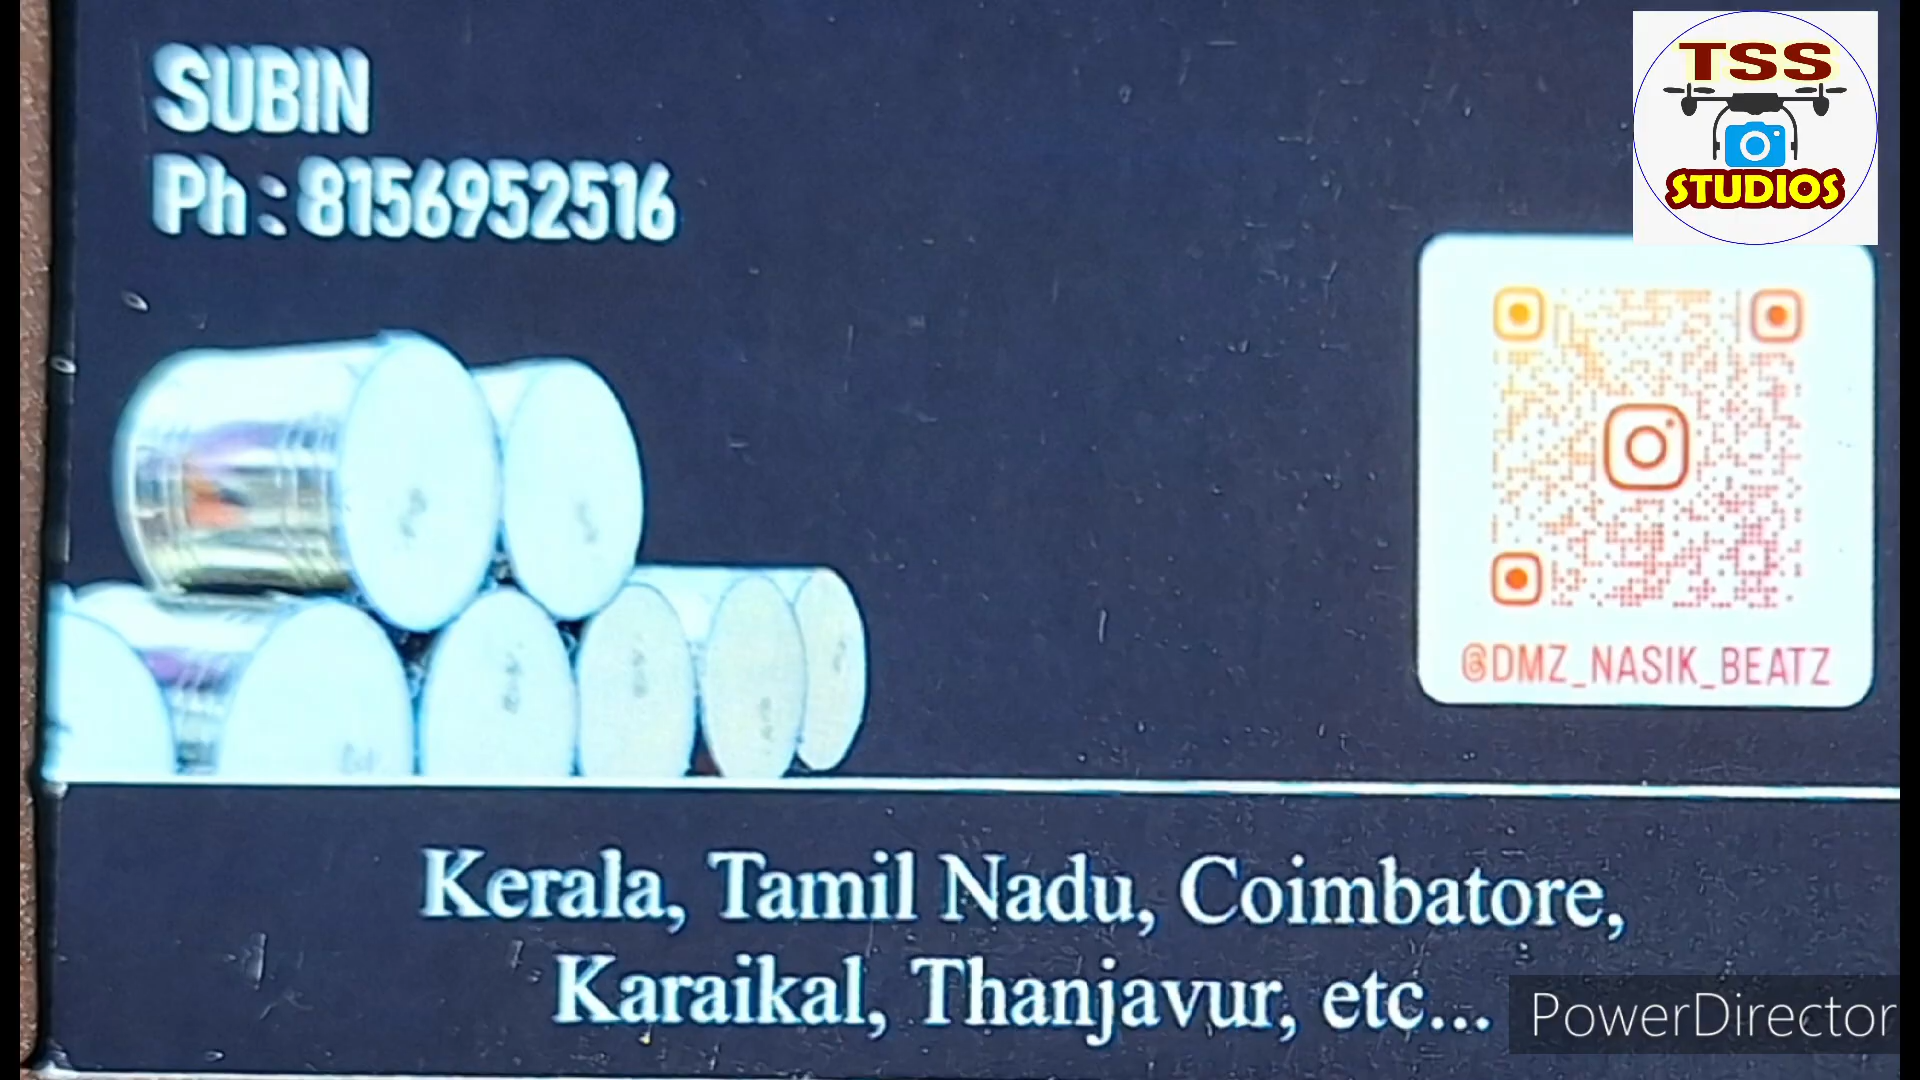 SUBIN
Ph : 8156952516
TSS
STUDIOS
@DMZ_NASIK_BEATZ
Kerala, Tamil Nadu, Coimbatore,
Karaikal, Thanjavur, etc...
PowerDirector